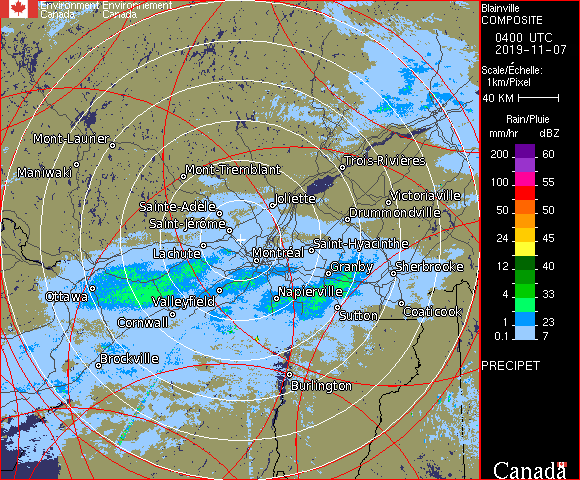 Environment Environnement
Canada Canada
Mont-Laurier
Maniwaki
Mont-Tremblant
Trois-Rivières
Joliette
Victoriaville
Sainte-Adele
Drummondville
Saint-Jérôme
Lachute
Montréal
Saint-Hyacinthe
Granby
Sherbrooke
Ottawa
Valleyfield
Napierville
Cornwall
Sutton
Coaticook
Brockville
Burlington
Blainville
COMPOSITE
0400 UTC
2019-11-07
Scale/Échelle:
1km/Pixel
40 KM
Rain/Pluie
mm/hr dBZ
200 60
100 55
50 50
24 45
12 40
4 33
1 23
0.1 7
PRECIPET
Canada